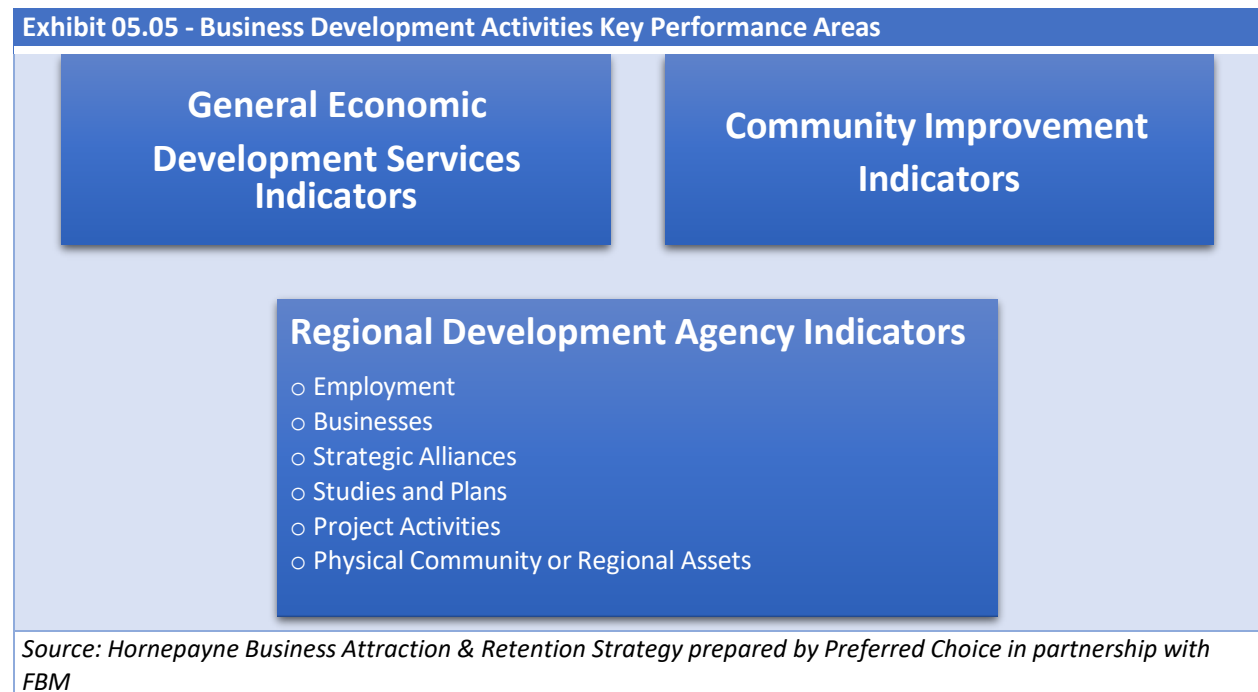 Exhibit 05.05 - Business Development Activities Key Performance Areas
General Economic
Development Services
Indicators
Community Improvement
Indicators
Regional Development Agency Indicators
o Employment
o Businesses
o Strategic Alliances
o Studies and Plans
o Project Activities
o Physical Community or Regional Assets
Source: Hornepayne Business Attraction & Retention Strategy prepared by Preferred Choice in partnership with
FBM